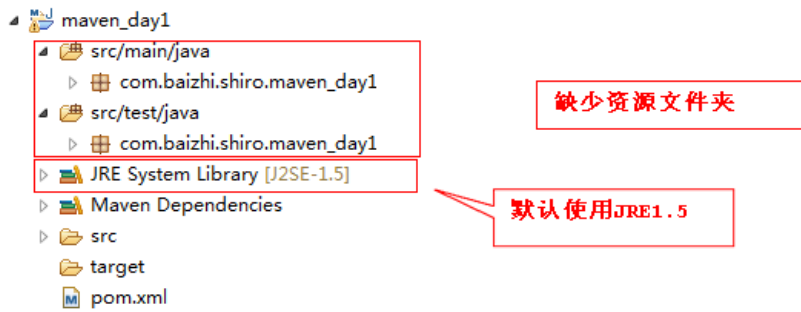 maven_day1
src/main/java
com.baizhi.shiro.maven_day1
缺少资源文件夹
src/test/java
com.baizhi.shiro.maven_day1
JRE System Library [J2SE-1.5]
Maven Dependencies
默认使用JRE1.5
src
target
pom.xml